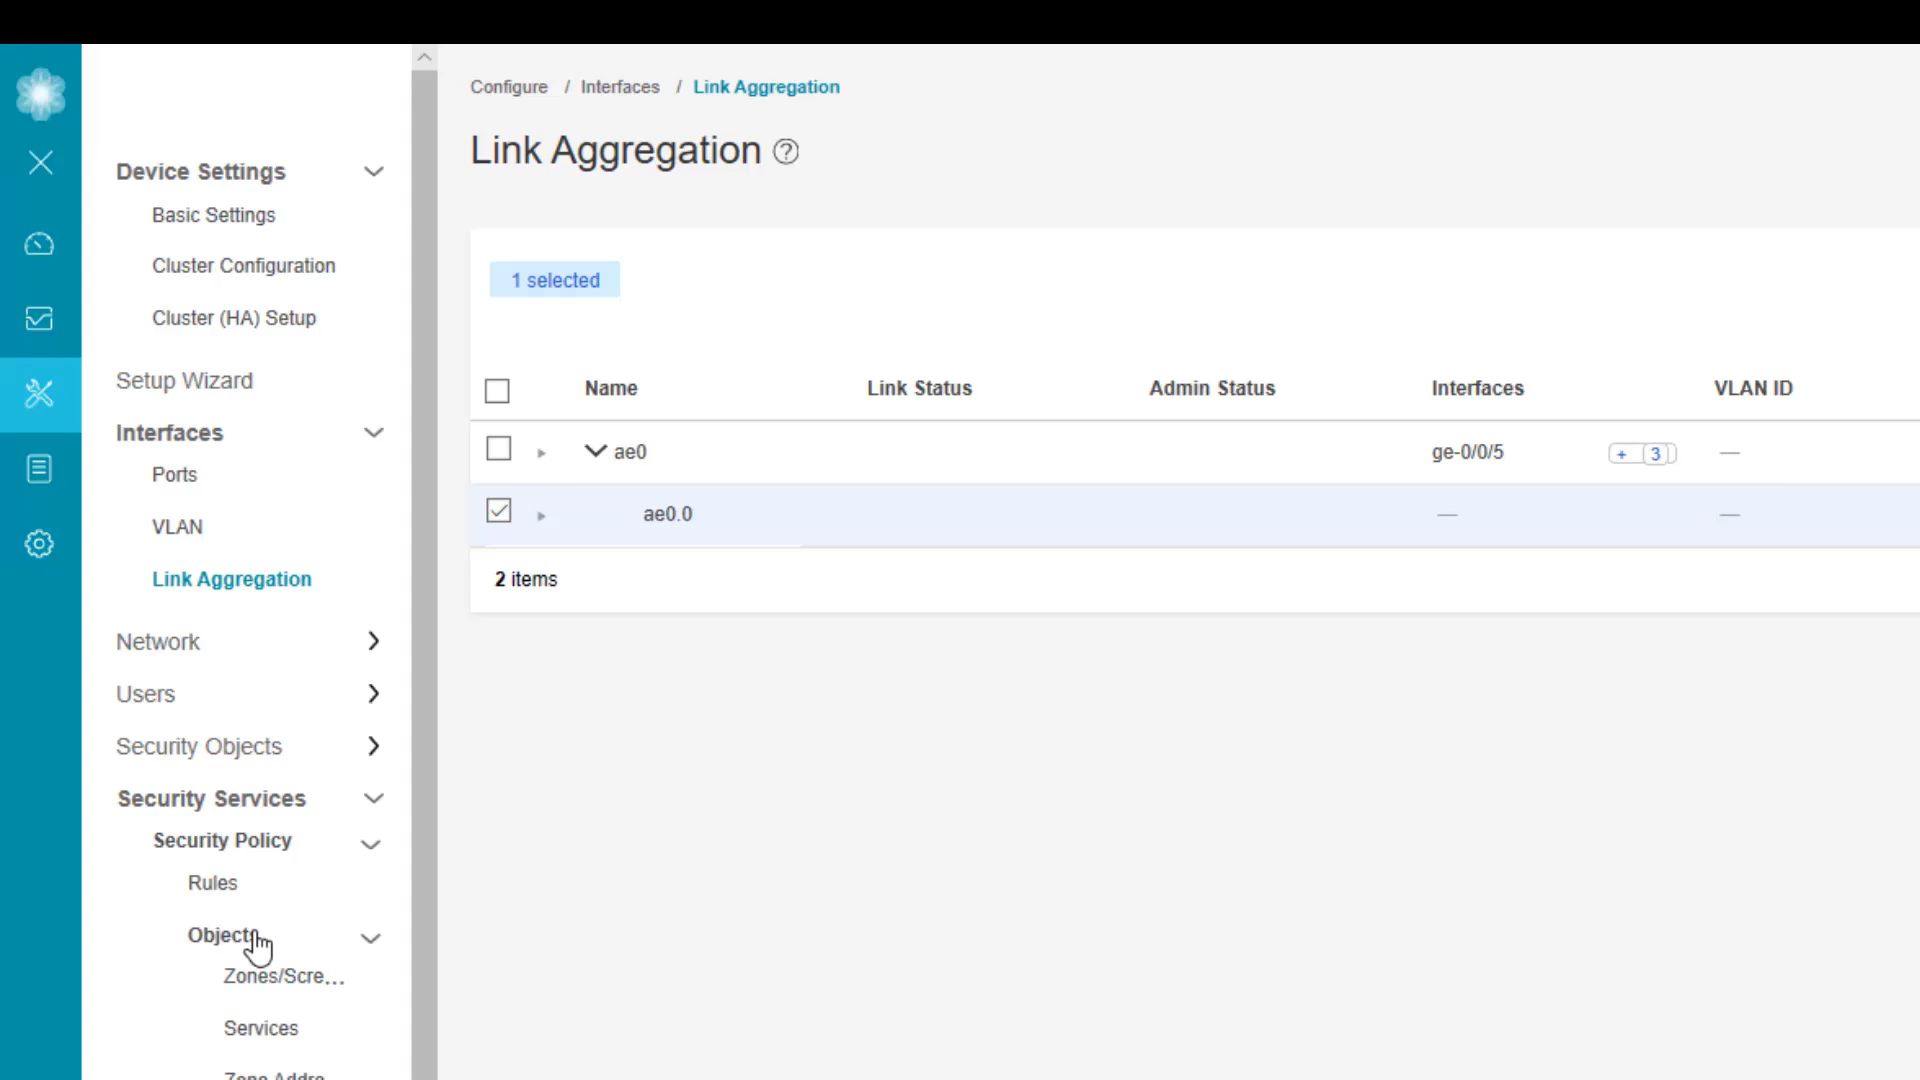 Configure / Interfaces / Link Aggregation
Link Aggregation ?
Device Settings
Basic Settings
Cluster Configuration
Cluster (HA) Setup
Setup Wizard
Interfaces
Ports
VLAN
Link Aggregation
Network
Users
Security Objects
Security Services
Security Policy
Rules
Objects
Zones/Scre...
Services
Zone Addre
1 selected
Name Link Status Admin Status Interfaces VLAN ID
ae0 ge-0/0/5 + 3 —
ae0.0 — —
2 items